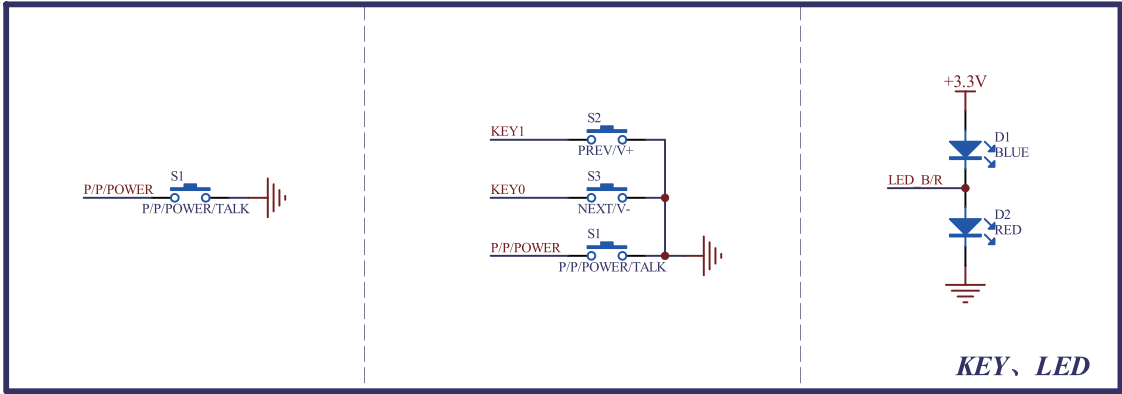 S1
P/P/POWER
P/P/POWER/TALK
S2
KEY1
PREV/V+
S3
KEY0
NEXT/V-
S1
P/P/POWER
P/P/POWER/TALK
+3.3V
D1
BLUE
LED_B/R
D2
RED
KEY、LED